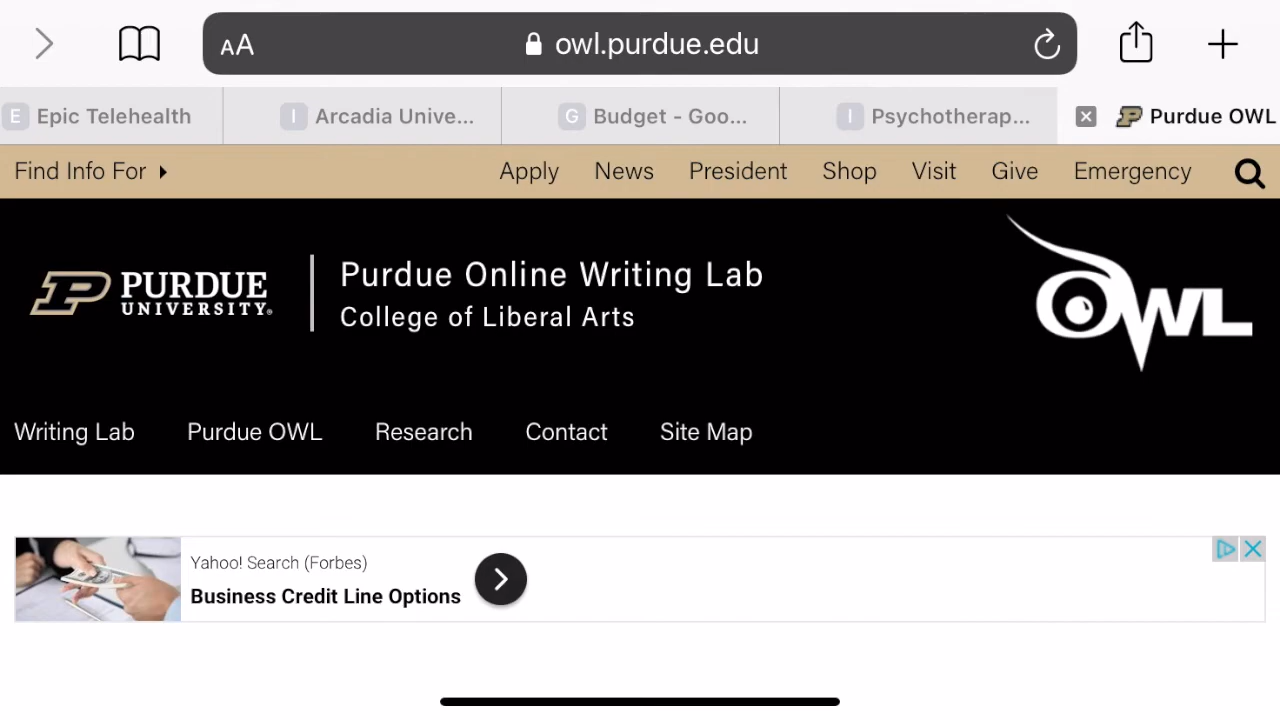 AA owl.purdue.edu
E Epic Telehealth I Arcadia Unive... G Budget - Goo... I Psychotherap... Purdue OWL
Find Info For Apply News President Shop Visit Give Emergency
PURDUE UNIVERSITY® Purdue Online Writing Lab
College of Liberal Arts
OWL
Writing Lab Purdue OWL Research Contact Site Map
Yahoo! Search (Forbes)
Business Credit Line Options